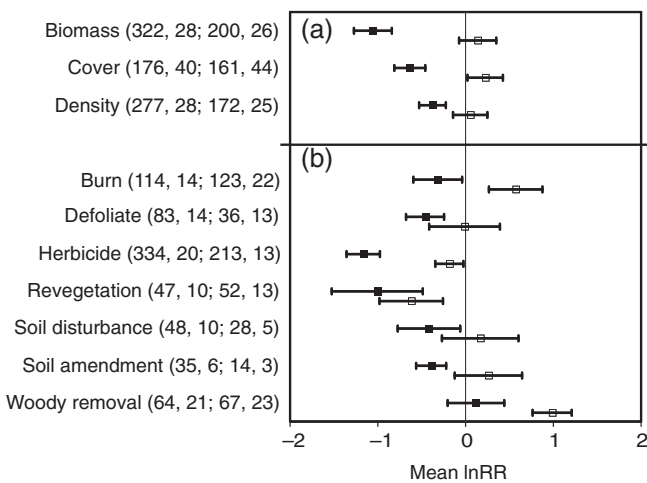 (a)
Biomass (322, 28; 200, 26)
Cover (176, 40; 161, 44)
Density (277, 28; 172, 25)
(b)
Burn (114, 14; 123, 22)
Defoliate (83, 14; 36, 13)
Herbicide (334, 20; 213, 13)
Revegetation (47, 10; 52, 13)
Soil disturbance (48, 10; 28, 5)
Soil amendment (35, 6; 14, 3)
Woody removal (64, 21; 67, 23)
−2 −1 0 1 2
Mean lnRR